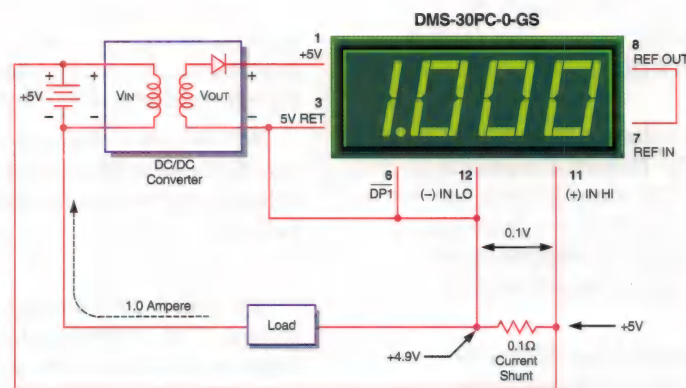 DMS-30PC-0-GS
1
+5V
3
5V RET
8
REF OUT
7
REF IN
1.000
+
+5V
−
+
−
VIN
VOUT
+
−
DC/DC
Converter
6
DP1
12
(−) IN LO
11
(+) IN HI
0.1V
1.0 Ampere
Load
+4.9V
0.1Ω
Current
Shunt
+5V